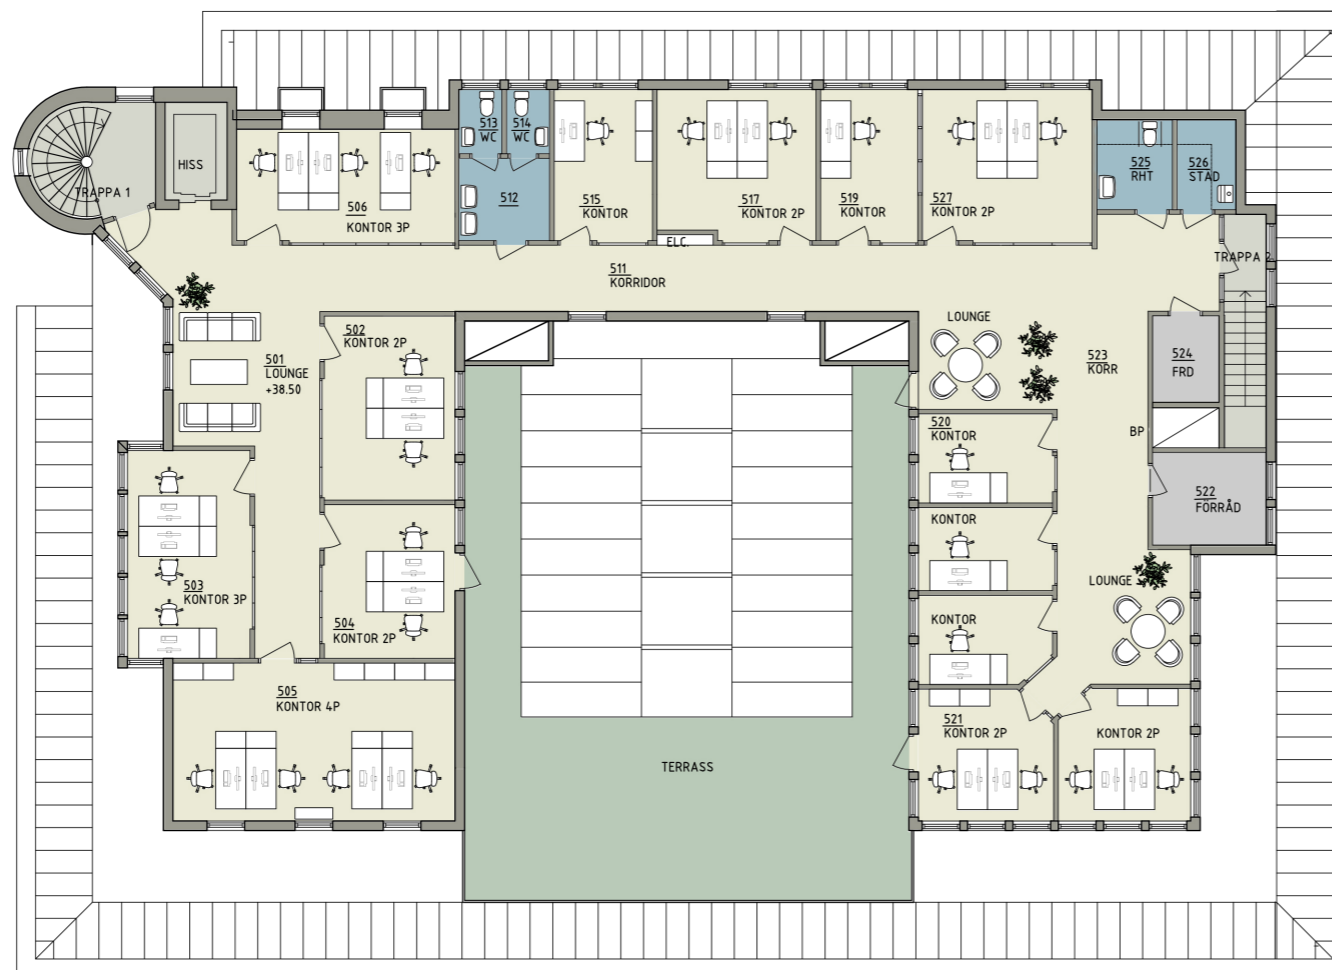 513
WC
514
WC
HISS
TRAPPA 1
506
KONTOR 3P
512
515
KONTOR
517
KONTOR 2P
519
KONTOR
527
KONTOR 2P
525
RHT
526
STÄD
ELC.
511
KORRIDOR
TRAPPA 2
501
LOUNGE
+38.50
502
KONTOR 2P
LOUNGE
523
KORR
524
FRD
520
KONTOR
BP
522
FÖRRÅD
KONTOR
503
KONTOR 3P
504
KONTOR 2P
KONTOR
LOUNGE
505
KONTOR 4P
521
KONTOR 2P
KONTOR 2P
TERRASS